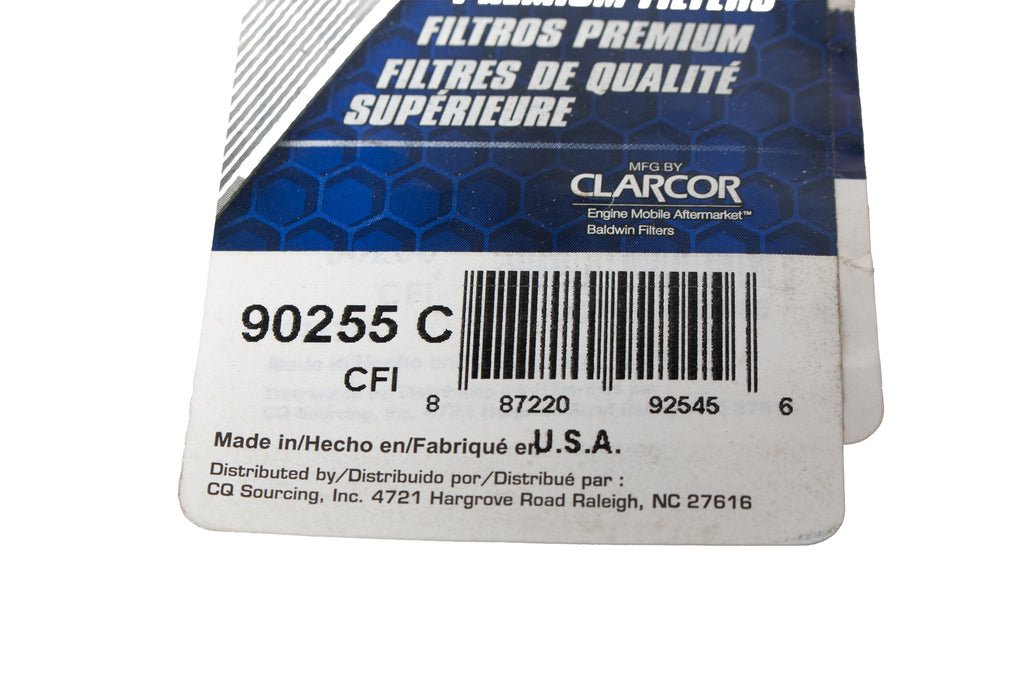 PREMIUM FILTERS
FILTROS PREMIUM
FILTRES DE QUALITÉ
SUPÉRIEURE
MFG BY
CLARCOR
Engine Mobile Aftermarket™
Baldwin Filters
90255 C
CFI
8 87220 92545 6
Made in/Hecho en/Fabriqué en U.S.A.
Distributed by/Distribuido por/Distribué par :
CQ Sourcing, Inc. 4721 Hargrove Road Raleigh, NC 27616